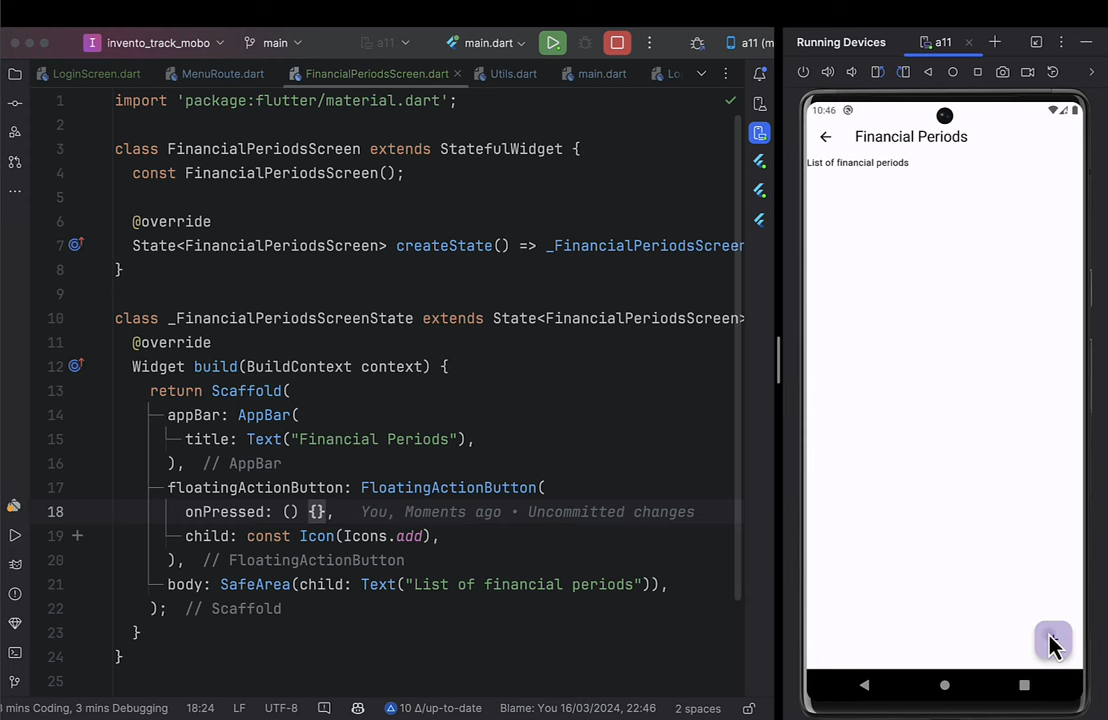 invento_track_mobo
main
a11
main.dart
a11 (m
Running Devices
a11
LoginScreen.dart
MenuRoute.dart
FinancialPeriodsScreen.dart
Utils.dart
main.dart
Lo
1 import 'package:flutter/material.dart';
2
3 class FinancialPeriodsScreen extends StatefulWidget {
4 const FinancialPeriodsScreen();
5
6 @override
7 State<FinancialPeriodsScreen> createState() => _FinancialPeriodsScreen
8 }
9
10 class _FinancialPeriodsScreenState extends State<FinancialPeriodsScreen>
11 @override
12 Widget build(BuildContext context) {
13 return Scaffold(
14 appBar: AppBar(
15 title: Text("Financial Periods"),
16 ), // AppBar
17 floatingActionButton: FloatingActionButton(
18 onPressed: () {}, You, Moments ago • Uncommitted changes
19 child: const Icon(Icons.add),
20 ), // FloatingActionButton
21 body: SafeArea(child: Text("List of financial periods")),
22 ); // Scaffold
23 }
24 }
25
10:46
Financial Periods
List of financial periods
3 mins Coding, 3 mins Debugging
18:24
LF
UTF-8
10 Δ/up-to-date
Blame: You 16/03/2024, 22:46
2 spaces